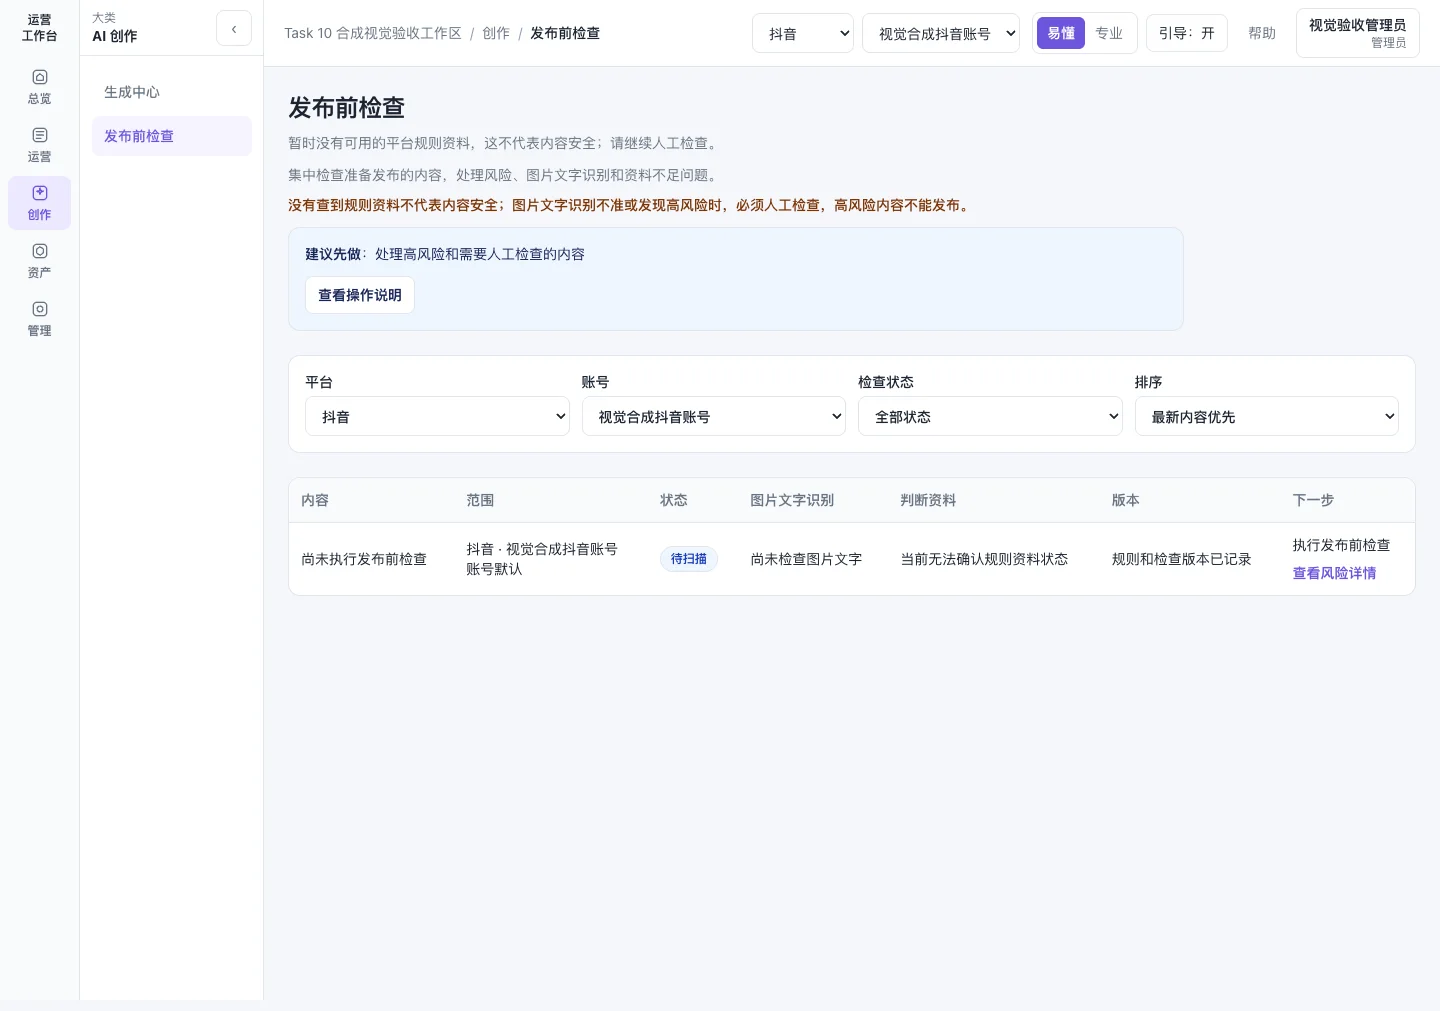 运营
工作台
总览
运营
创作
资产
管理
大类
AI 创作
‹
生成中心
发布前检查
Task 10 合成视觉验收工作区 / 创作 / 发布前检查
抖音
视觉合成抖音账号
易懂
专业
引导：开
帮助
视觉验收管理员
管理员
发布前检查
暂时没有可用的平台规则资料，这不代表内容安全；请继续人工检查。
集中检查准备发布的内容，处理风险、图片文字识别和资料不足问题。
没有查到规则资料不代表内容安全；图片文字识别不准或发现高风险时，必须人工检查，高风险内容不能发布。
建议先做：处理高风险和需要人工检查的内容
查看操作说明
平台
账号
检查状态
排序
抖音
视觉合成抖音账号
全部状态
最新内容优先
内容
范围
状态
图片文字识别
判断资料
版本
下一步
尚未执行发布前检查
抖音 · 视觉合成抖音账号
账号默认
待扫描
尚未检查图片文字
当前无法确认规则资料状态
规则和检查版本已记录
执行发布前检查
查看风险详情